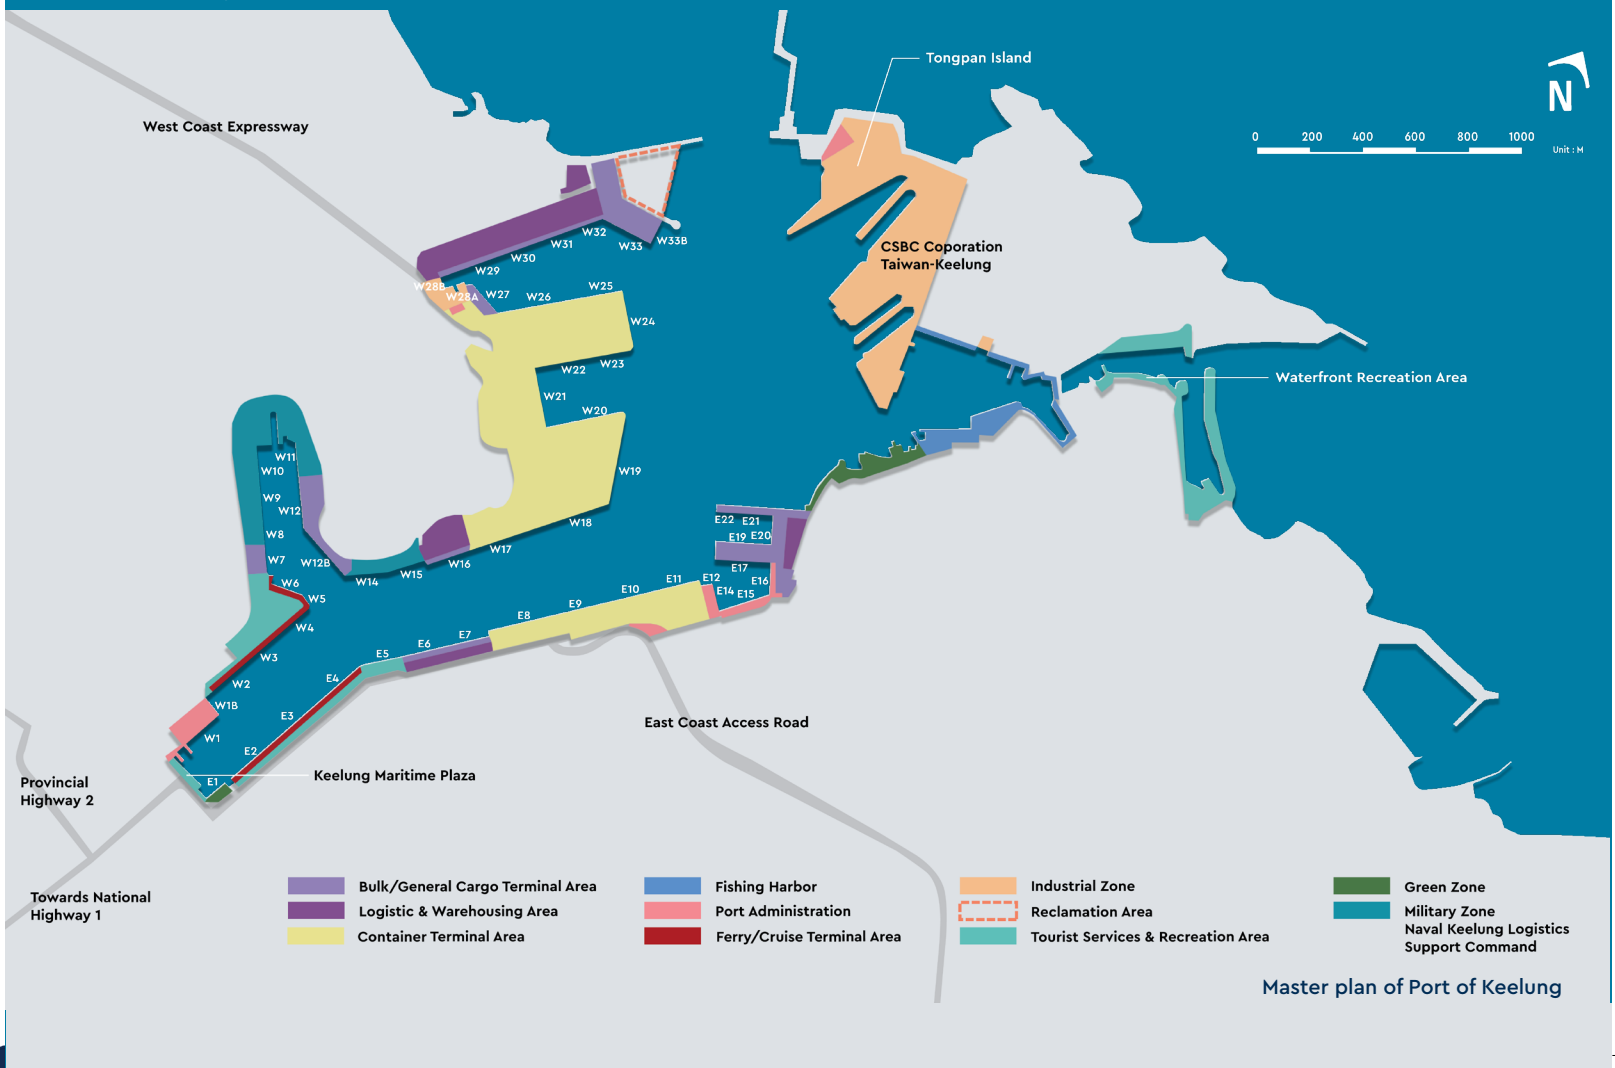 Tongpan Island
N
West Coast Expressway
0 200 400 600 800 1000
Unit : M
W32
W31
W33
W33B
W30
W29
W28B
W28A
W27
W26
W25
W24
W23
W22
W21
W20
W19
W18
W17
W16
W15
W14
W12B
W12
W11
W10
W9
W8
W7
W6
W5
W4
W3
W2
W1B
W1
CSBC Coporation
Taiwan-Keelung
Waterfront Recreation Area
E22
E21
E20
E19
E17
E16
E15
E14
E12
E11
E10
E9
E8
E7
E6
E5
E4
E3
E2
E1
East Coast Access Road
Keelung Maritime Plaza
Provincial
Highway 2
Towards National
Highway 1
Bulk/General Cargo Terminal Area
Logistic & Warehousing Area
Container Terminal Area
Fishing Harbor
Port Administration
Ferry/Cruise Terminal Area
Industrial Zone
Reclamation Area
Tourist Services & Recreation Area
Green Zone
Military Zone
Naval Keelung Logistics
Support Command
Master plan of Port of Keelung